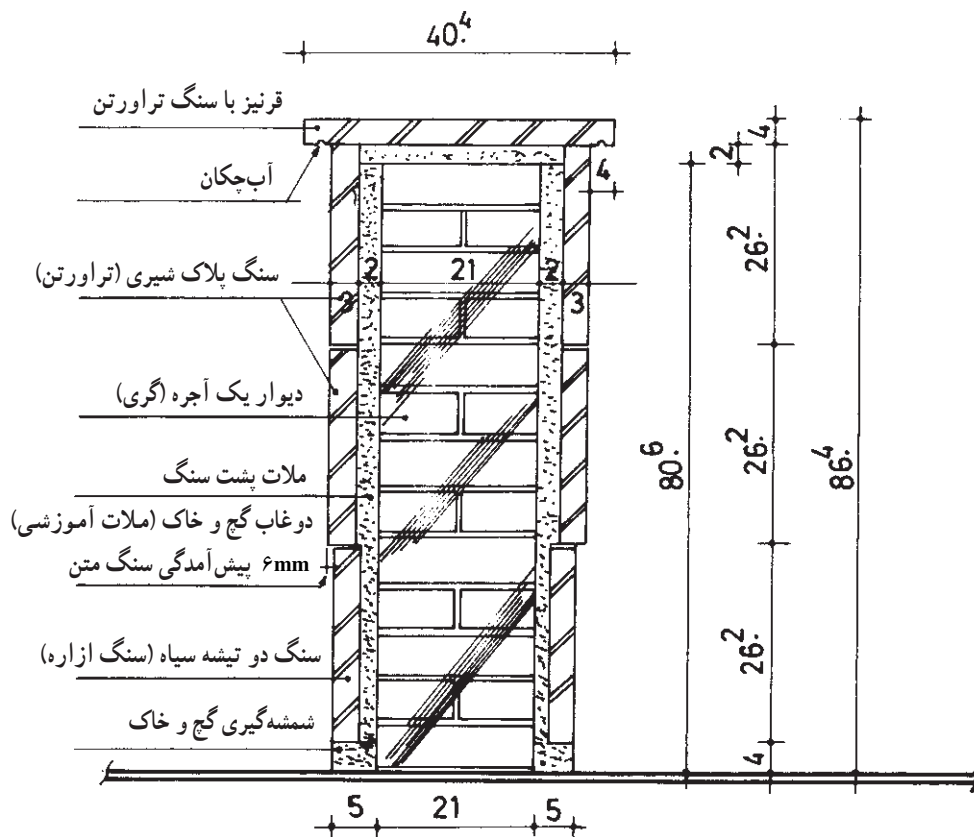 40.4
قرنیز با سنگ تراورتن
آب‌چکان
سنگ پلاک شیری (تراورتن)
دیوار یک آجره (گری)
ملات پشت سنگ
دوغاب گچ و خاک (ملات آموزشی)
۶mm پیش‌آمدگی سنگ متن
سنگ دو تیشه سیاه (سنگ ازاره)
شمشه‌گیری گچ و خاک
4
2 21 2
3 3
5 21 5
80.6
2
4
26.2
26.2
26.2
4
86.4